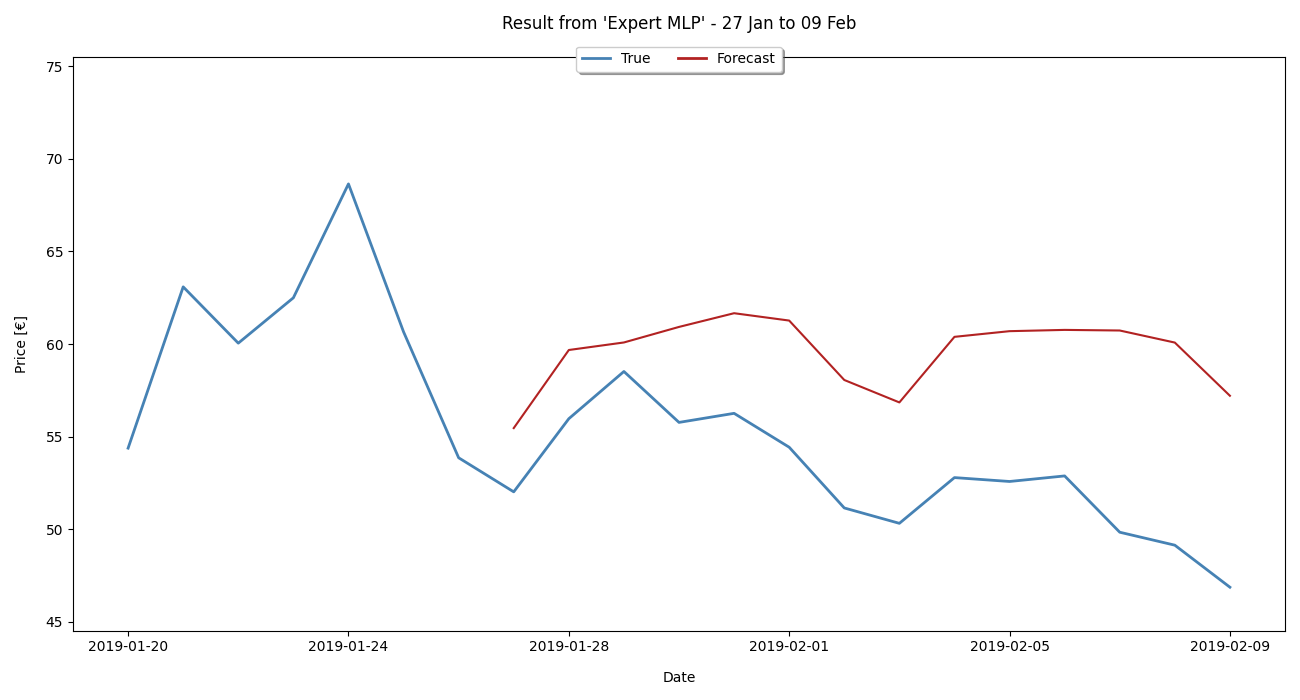 Result from 'Expert MLP' - 27 Jan to 09 Feb
True Forecast
75
70
65
60
55
50
45
Price [€]
2019-01-20 2019-01-24 2019-01-28 2019-02-01 2019-02-05 2019-02-09
Date